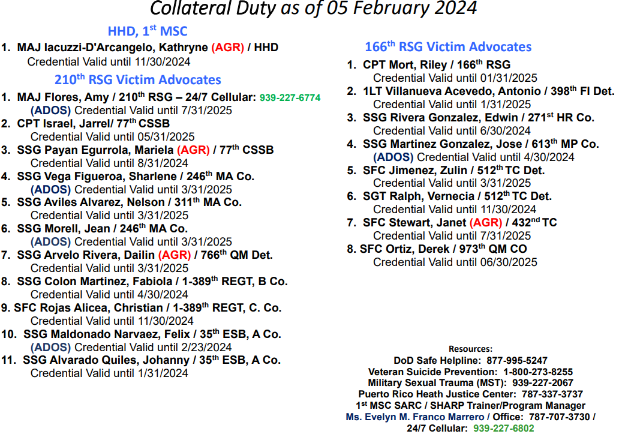 Collateral Duty as of 05 February 2024
HHD, 1st MSC
1. MAJ Iacuzzi-D'Arcangelo, Kathryne (AGR) / HHD
Credential Valid until 11/30/2024
210th RSG Victim Advocates
1. MAJ Flores, Amy / 210th RSG – 24/7 Cellular: 939-227-6774
(ADOS) Credential Valid until 7/31/2025
2. CPT Israel, Jarrel/ 77th CSSB
Credential Valid until 05/31/2025
3. SSG Payan Egurrola, Mariela (AGR) / 77th CSSB
Credential Valid until 8/31/2024
4. SSG Vega Figueroa, Sharlene / 246th MA Co.
(ADOS) Credential Valid until 3/31/2025
5. SSG Aviles Alvarez, Nelson / 311th MA Co.
Credential Valid until 3/31/2025
6. SSG Morell, Jean / 246th MA Co.
(ADOS) Credential Valid until 3/31/2025
7. SSG Arvelo Rivera, Dailin (AGR) / 766th QM Det.
Credential Valid until 3/31/2025
8. SSG Colon Martinez, Fabiola / 1-389th REGT, B Co.
Credential Valid until 4/30/2024
9. SFC Rojas Alicea, Christian / 1-389th REGT, C. Co.
Credential Valid until 11/30/2024
10. SSG Maldonado Narvaez, Felix / 35th ESB, A Co.
(ADOS) Credential Valid until 2/23/2024
11. SSG Alvarado Quiles, Johanny / 35th ESB, A Co.
Credential Valid until 1/31/2024
166th RSG Victim Advocates
1. CPT Mort, Riley / 166th RSG
Credential Valid until 01/31/2025
2. 1LT Villanueva Acevedo, Antonio / 398th FI Det.
Credential Valid until 1/31/2025
3. SSG Rivera Gonzalez, Edwin / 271st HR Co.
Credential Valid until 6/30/2024
4. SSG Martinez Gonzalez, Jose / 613th MP Co.
(ADOS) Credential Valid until 4/30/2024
5. SFC Jimenez, Zulin / 512th TC Det.
Credential Valid until 3/31/2025
6. SGT Ralph, Vernecia / 512th TC Det.
Credential Valid until 11/30/2024
7. SFC Stewart, Janet (AGR) / 432nd TC
Credential Valid until 7/31/2025
8. SFC Ortiz, Derek / 973th QM CO
Credential Valid until 06/30/2025
Resources:
DoD Safe Helpline: 877-995-5247
Veteran Suicide Prevention: 1-800-273-8255
Military Sexual Trauma (MST): 939-227-2067
Puerto Rico Heath Justice Center: 787-337-3737
1st MSC SARC / SHARP Trainer/Program Manager
Ms. Evelyn M. Franco Marrero / Office: 787-707-3730 /
24/7 Cellular: 939-227-6802